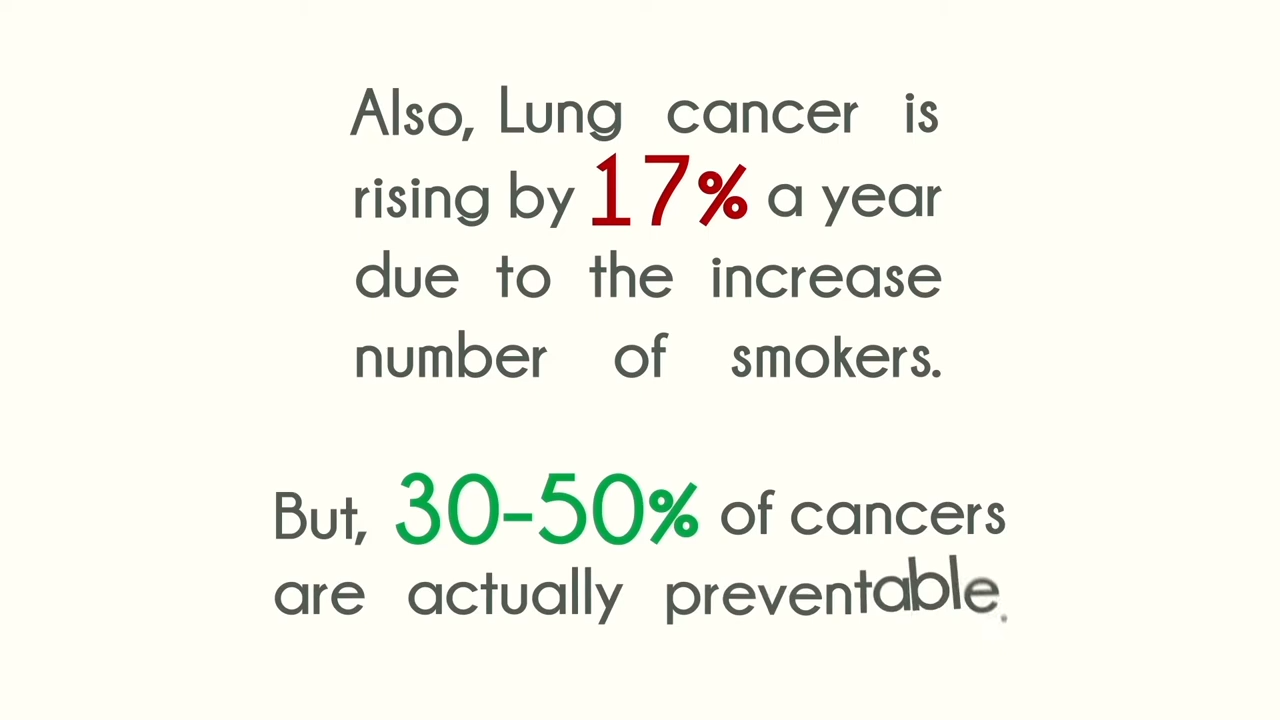 Also, Lung cancer is
rising by 17% a year
due to the increase
number of smokers.
But, 30-50% of cancers
are actually preventable.